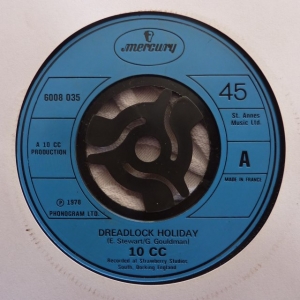 mercury
6008 035
45
St. Annes
Music Ltd.
A 10 CC
PRODUCTION
A
MADE IN FRANCE
℗ 1978
PHONOGRAM LTD.
DREADLOCK HOLIDAY
(E. Stewart/G. Gouldman)
10 CC
Recorded at Strawberry Studios
South, Dorking England